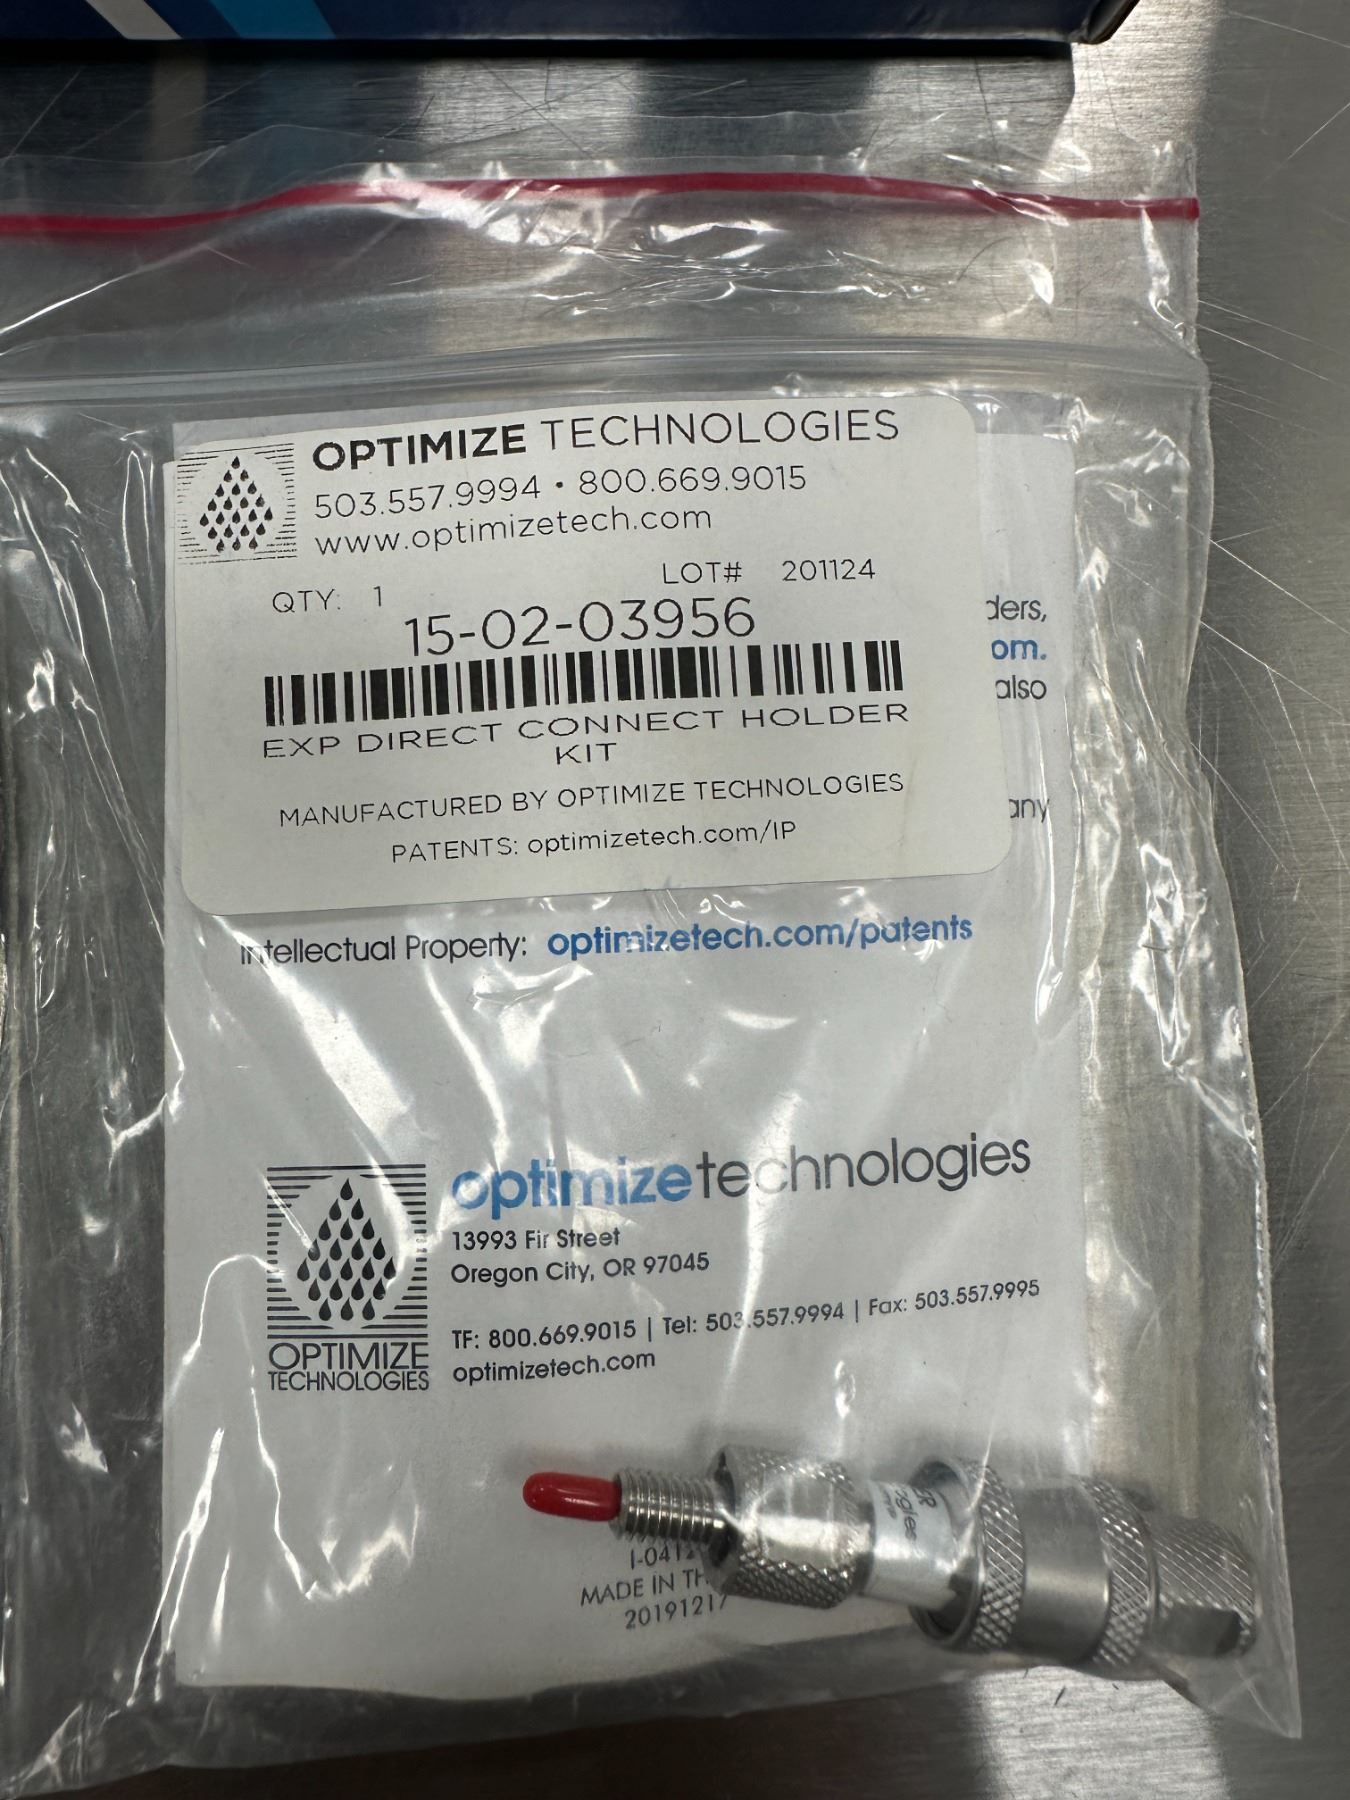 OPTIMIZE TECHNOLOGIES
503.557.9994 • 800.669.9015
www.optimizetech.com
QTY: 1 LOT# 201124
15-02-03956
EXP DIRECT CONNECT HOLDER
KIT
MANUFACTURED BY OPTIMIZE TECHNOLOGIES
PATENTS: optimizetech.com/IP
ders,
om.
also
any
Intellectual Property: optimizetech.com/patents
optimizetechnologies
13993 Fir Street
Oregon City, OR 97045
TF: 800.669.9015 | Tel: 503.557.9994 | Fax: 503.557.9995
optimizetech.com
OPTIMIZE
TECHNOLOGIES
I-0412
MADE IN TH
20191217